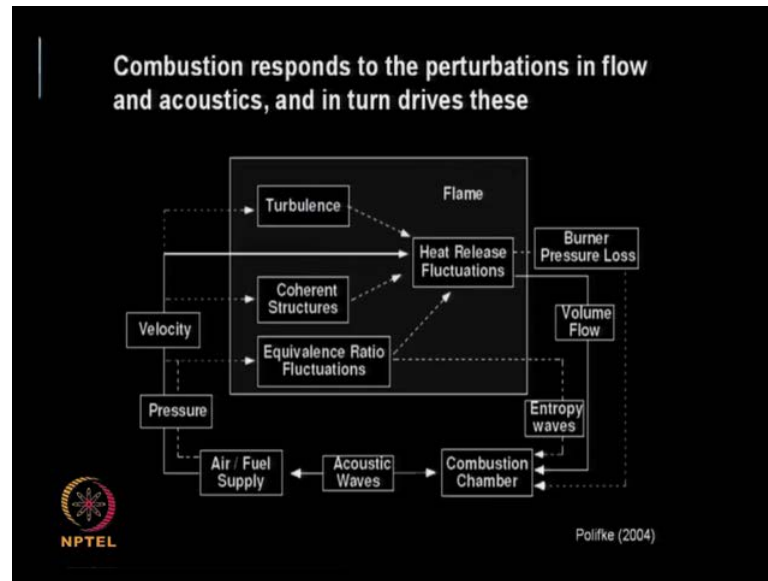 Combustion responds to the perturbations in flow
and acoustics, and in turn drives these
Flame
Turbulence
Heat Release
Fluctuations
Burner
Pressure Loss
Coherent
Structures
Volume
Flow
Velocity
Equivalence Ratio
Fluctuations
Pressure
Entropy
waves
Air / Fuel
Supply
Acoustic
Waves
Combustion
Chamber
NPTEL
Polifke (2004)